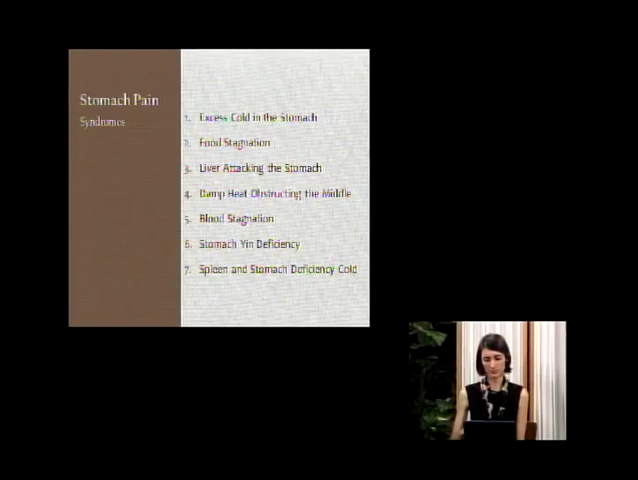 Stomach Pain
Syndromes
1. Excess Cold in the Stomach
2. Food Stagnation
3. Liver Attacking the Stomach
4. Damp Heat Obstructing the Middle
5. Blood Stagnation
6. Stomach Yin Deficiency
7. Spleen and Stomach Deficiency Cold